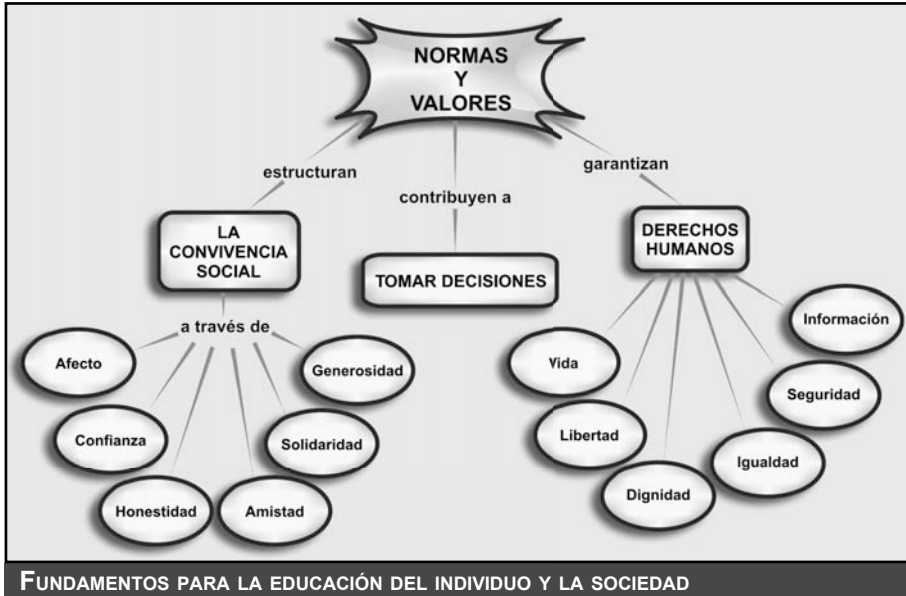 NORMAS
Y
VALORES
estructuran
contribuyen a
garantizan
LA
CONVIVENCIA
SOCIAL
TOMAR DECISIONES
DERECHOS
HUMANOS
a través de
Afecto
Confianza
Honestidad
Amistad
Solidaridad
Generosidad
Vida
Libertad
Dignidad
Igualdad
Seguridad
Información
FUNDAMENTOS PARA LA EDUCACIÓN DEL INDIVIDUO Y LA SOCIEDAD